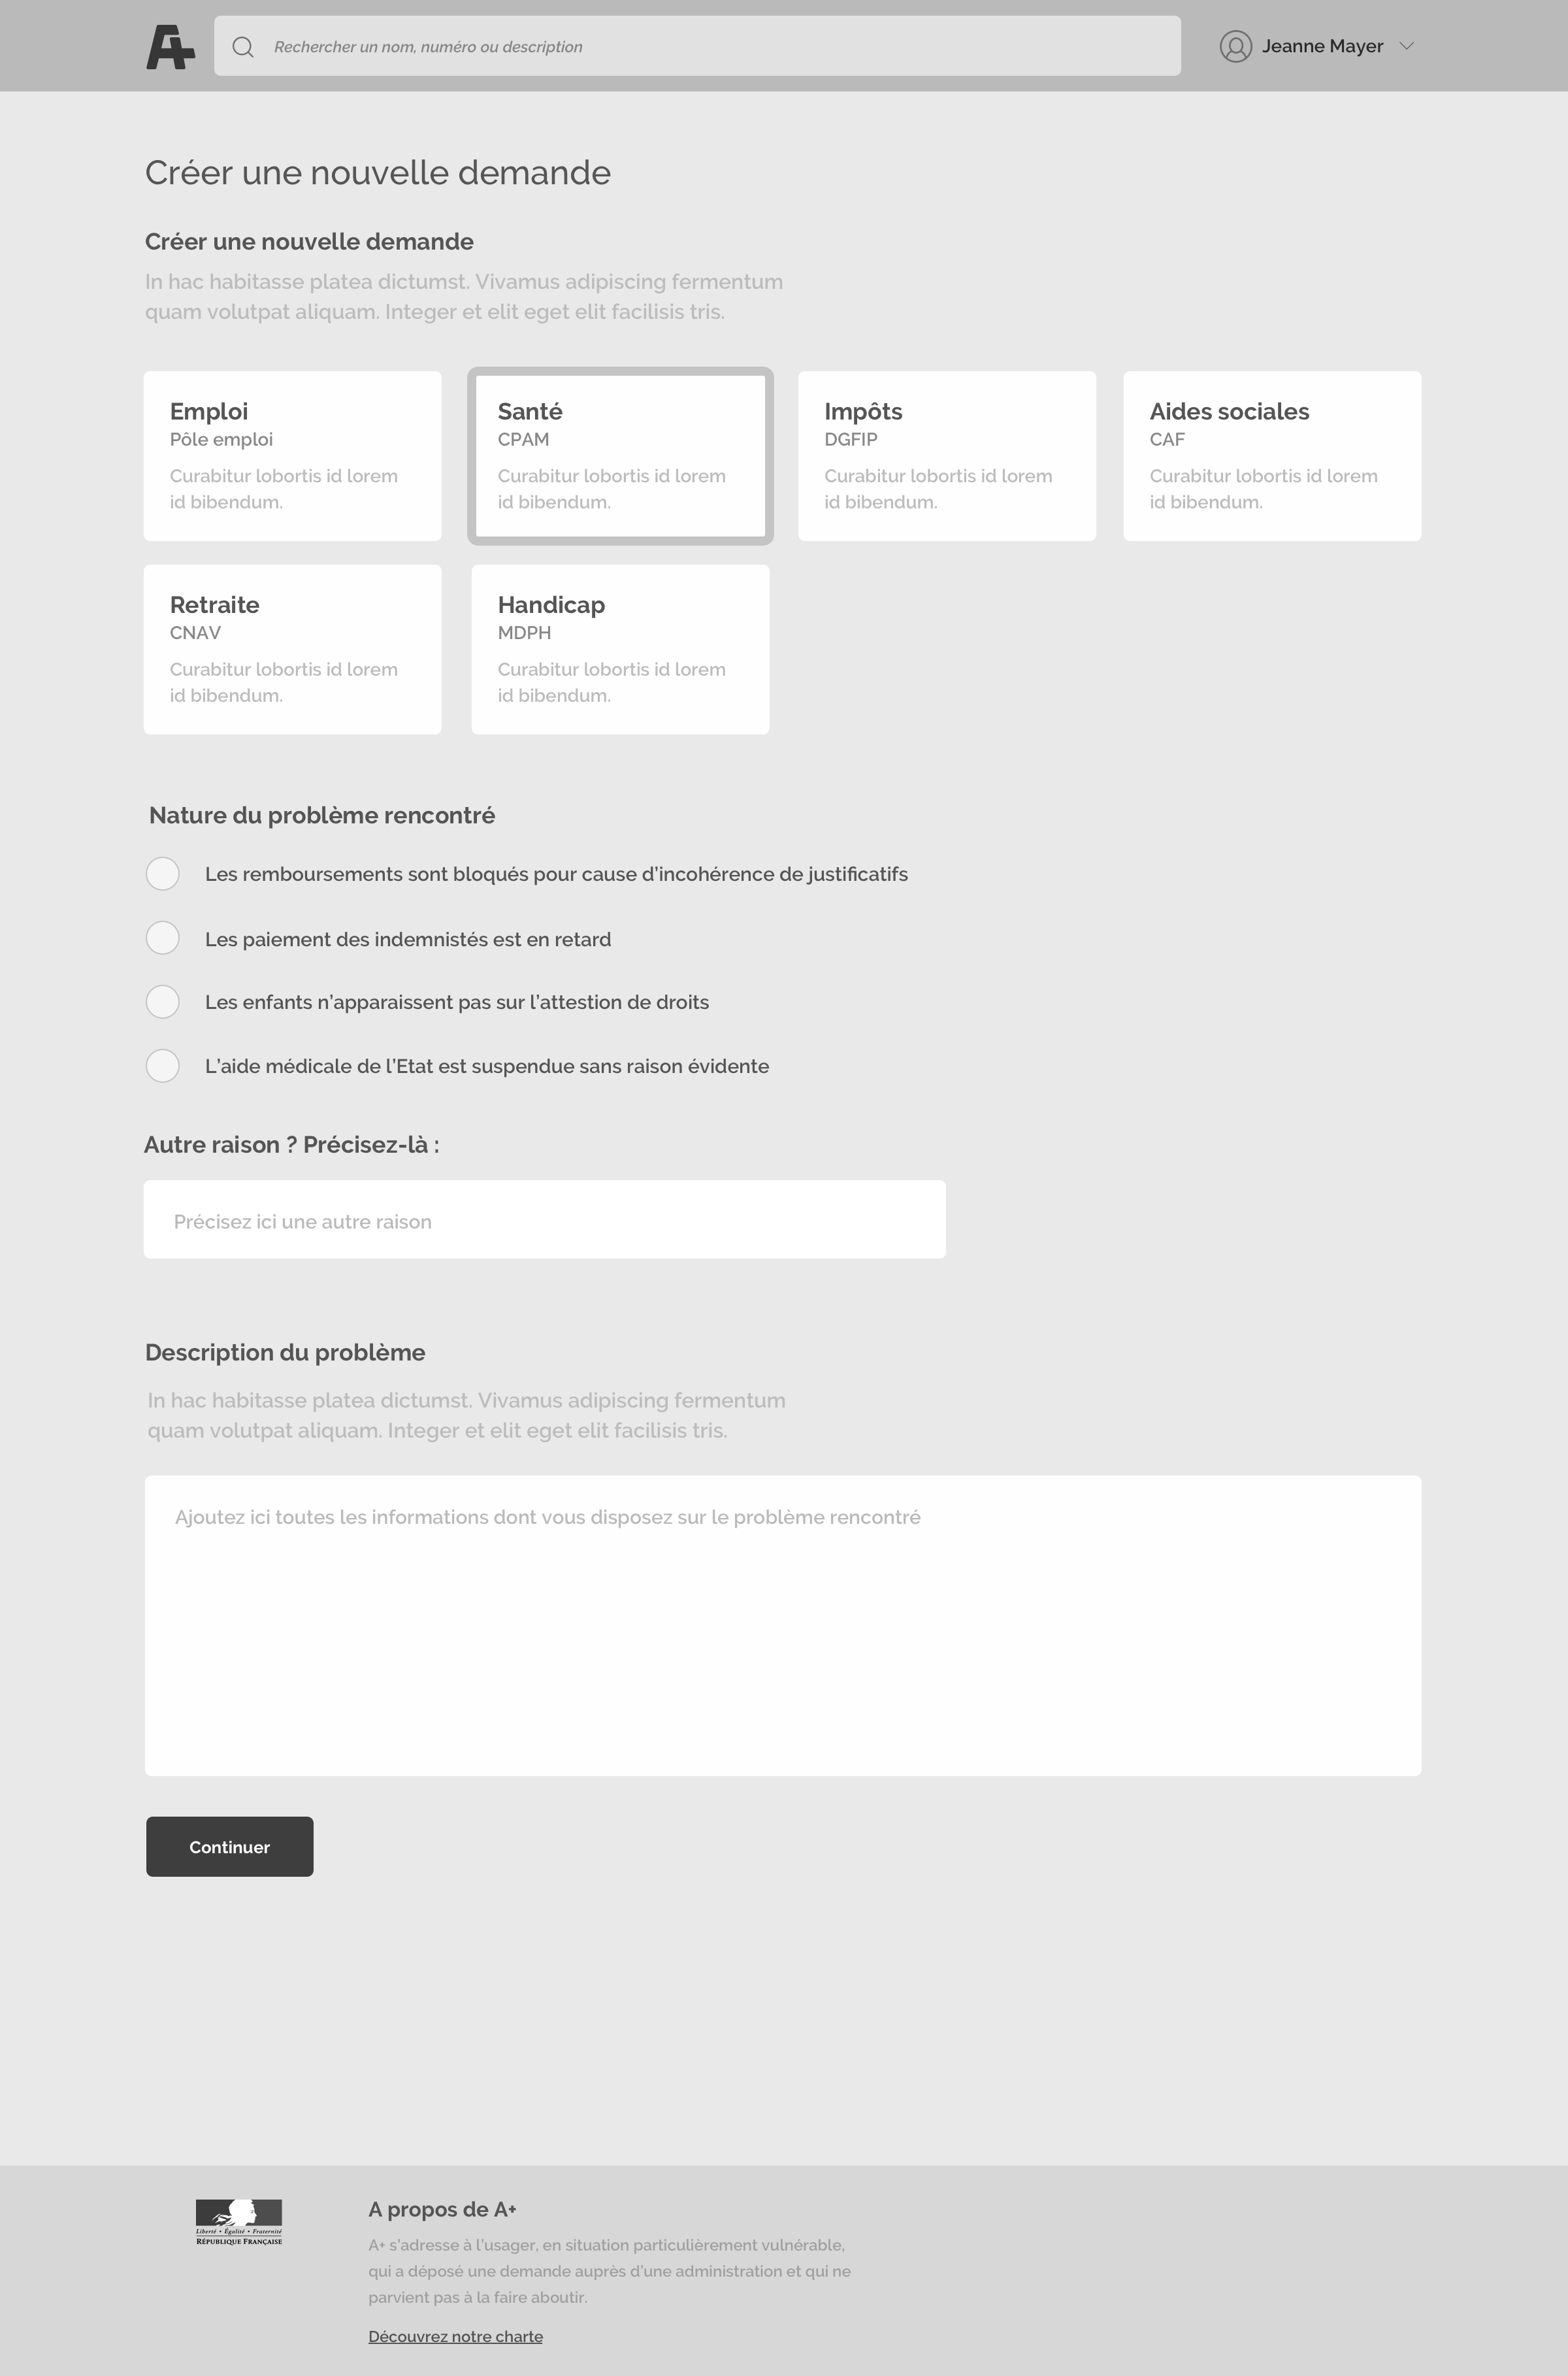 A+
Rechercher un nom, numéro ou description
Jeanne Mayer
Créer une nouvelle demande
Créer une nouvelle demande
In hac habitasse platea dictumst. Vivamus adipiscing fermentum
quam volutpat aliquam. Integer et elit eget elit facilisis tris.
Emploi
Pôle emploi
Curabitur lobortis id lorem
id bibendum.
Santé
CPAM
Curabitur lobortis id lorem
id bibendum.
Impôts
DGFIP
Curabitur lobortis id lorem
id bibendum.
Aides sociales
CAF
Curabitur lobortis id lorem
id bibendum.
Retraite
CNAV
Curabitur lobortis id lorem
id bibendum.
Handicap
MDPH
Curabitur lobortis id lorem
id bibendum.
Nature du problème rencontré
Les remboursements sont bloqués pour cause d’incohérence de justificatifs
Les paiement des indemnistés est en retard
Les enfants n’apparaissent pas sur l’attestion de droits
L’aide médicale de l’Etat est suspendue sans raison évidente
Autre raison ? Précisez-là :
Précisez ici une autre raison
Description du problème
In hac habitasse platea dictumst. Vivamus adipiscing fermentum
quam volutpat aliquam. Integer et elit eget elit facilisis tris.
Ajoutez ici toutes les informations dont vous disposez sur le problème rencontré
Continuer
Liberté • Égalité • Fraternité
RÉPUBLIQUE FRANÇAISE
A propos de A+
A+ s’adresse à l’usager, en situation particulièrement vulnérable,
qui a déposé une demande auprès d’une administration et qui ne
parvient pas à la faire aboutir.
Découvrez notre charte